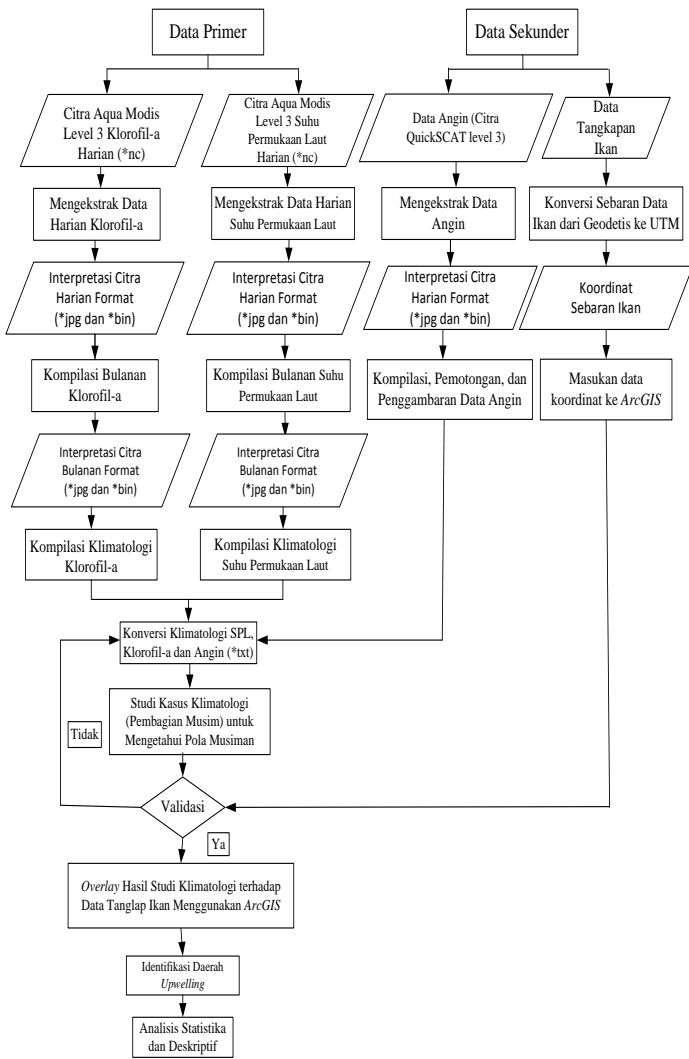 Data Primer
Data Sekunder
Citra Aqua Modis
Level 3 Klorofil-a
Harian (*nc)
Citra Aqua Modis
Level 3 Suhu
Permukaan Laut
Harian (*nc)
Data Angin (Citra
QuickSCAT level 3)
Data
Tangkapan
Ikan
Mengekstrak Data
Harian Klorofil-a
Mengekstrak Data Harian
Suhu Permukaan Laut
Mengekstrak Data
Angin
Konversi Sebaran Data
Ikan dari Geodetis ke UTM
Interpretasi Citra
Harian Format
(*jpg dan *bin)
Interpretasi Citra
Harian Format
(*jpg dan *bin)
Interpretasi Citra
Harian Format
(*jpg dan *bin)
Koordinat
Sebaran Ikan
Kompilasi Bulanan
Klorofil-a
Kompilasi Bulanan Suhu
Permukaan Laut
Kompilasi, Pemotongan, dan
Penggambaran Data Angin
Masukan data
koordinat ke ArcGIS
Interpretasi Citra
Bulanan Format
(*jpg dan *bin)
Interpretasi Citra
Bulanan Format
(*jpg dan *bin)
Kompilasi Klimatologi
Klorofil-a
Kompilasi Klimatologi
Suhu Permukaan Laut
Konversi Klimatologi SPL,
Klorofil-a dan Angin (*txt)
Studi Kasus Klimatologi
(Pembagian Musim) untuk
Mengetahui Pola Musiman
Tidak
Validasi
Ya
Overlay Hasil Studi Klimatologi terhadap
Data Tanglap Ikan Menggunakan ArcGIS
Identifikasi Daerah
Upwelling
Analisis Statistika
dan Deskriptif